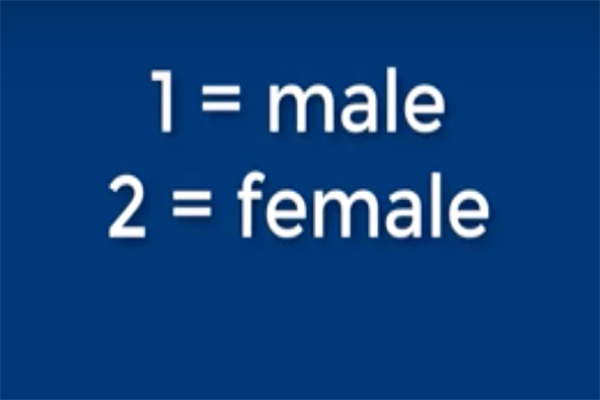 1 = male
2 = female